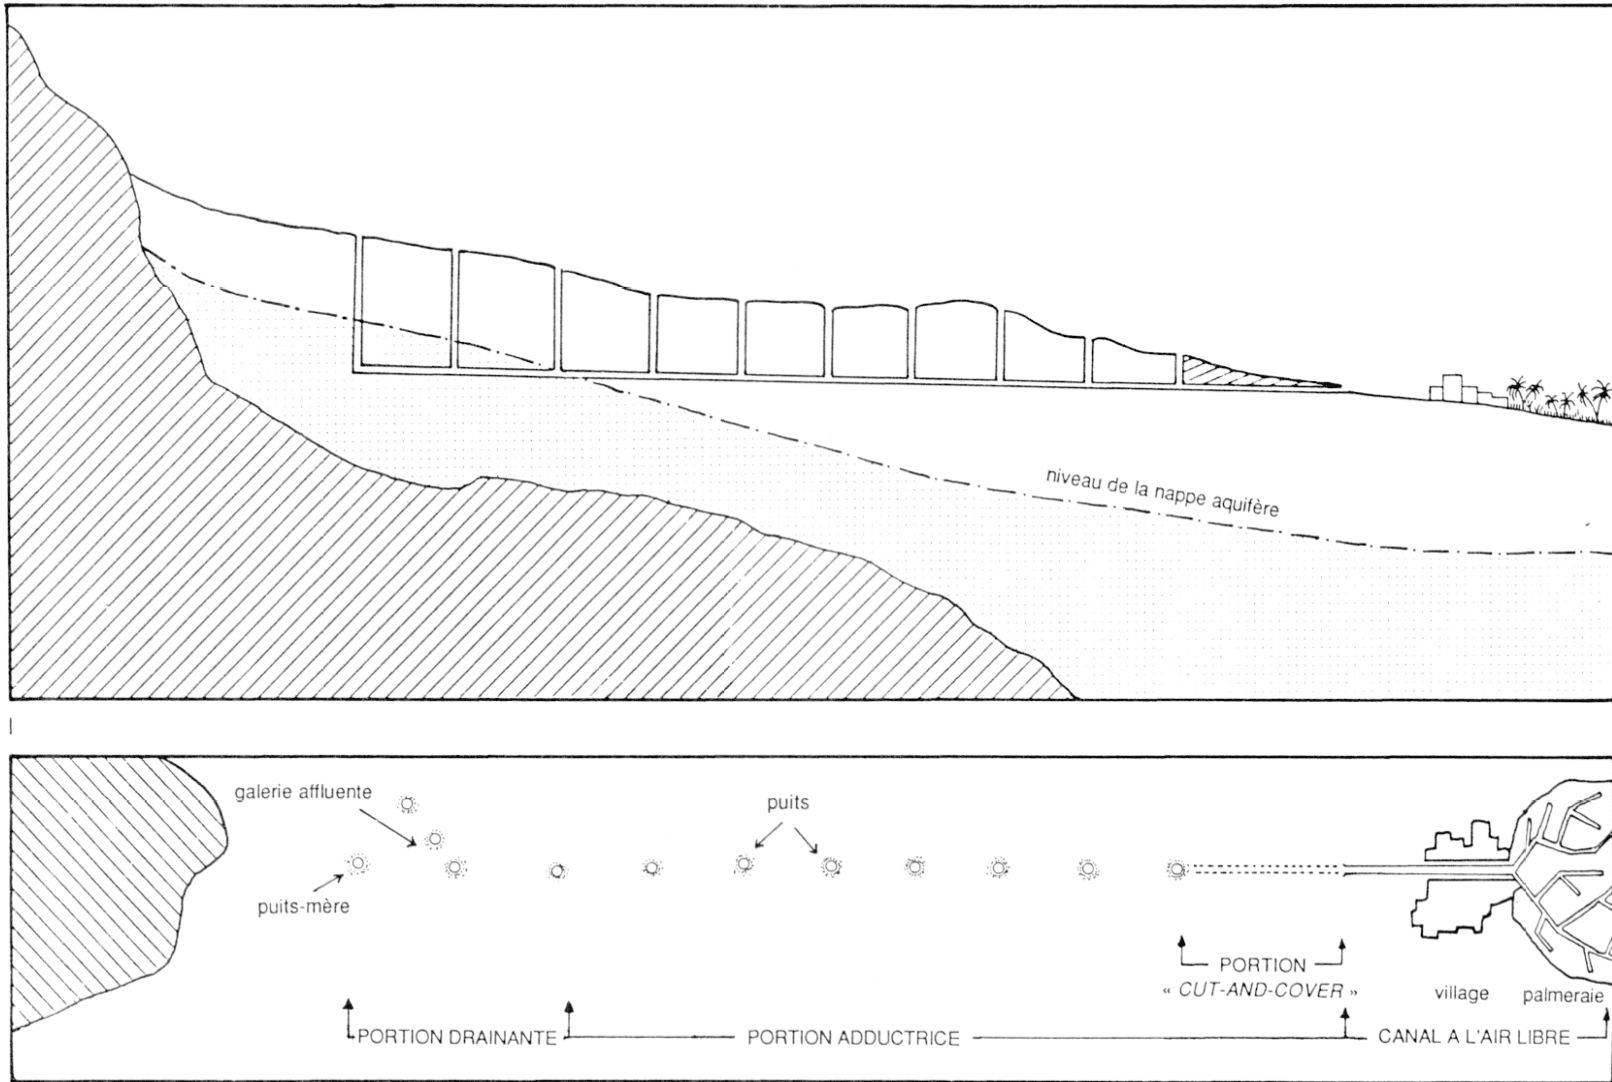 niveau de la nappe aquifère
galerie affluente
puits
puits-mère
PORTION
« CUT-AND-COVER »
village palmeraie
PORTION DRAINANTE PORTION ADDUCTRICE CANAL A L'AIR LIBRE